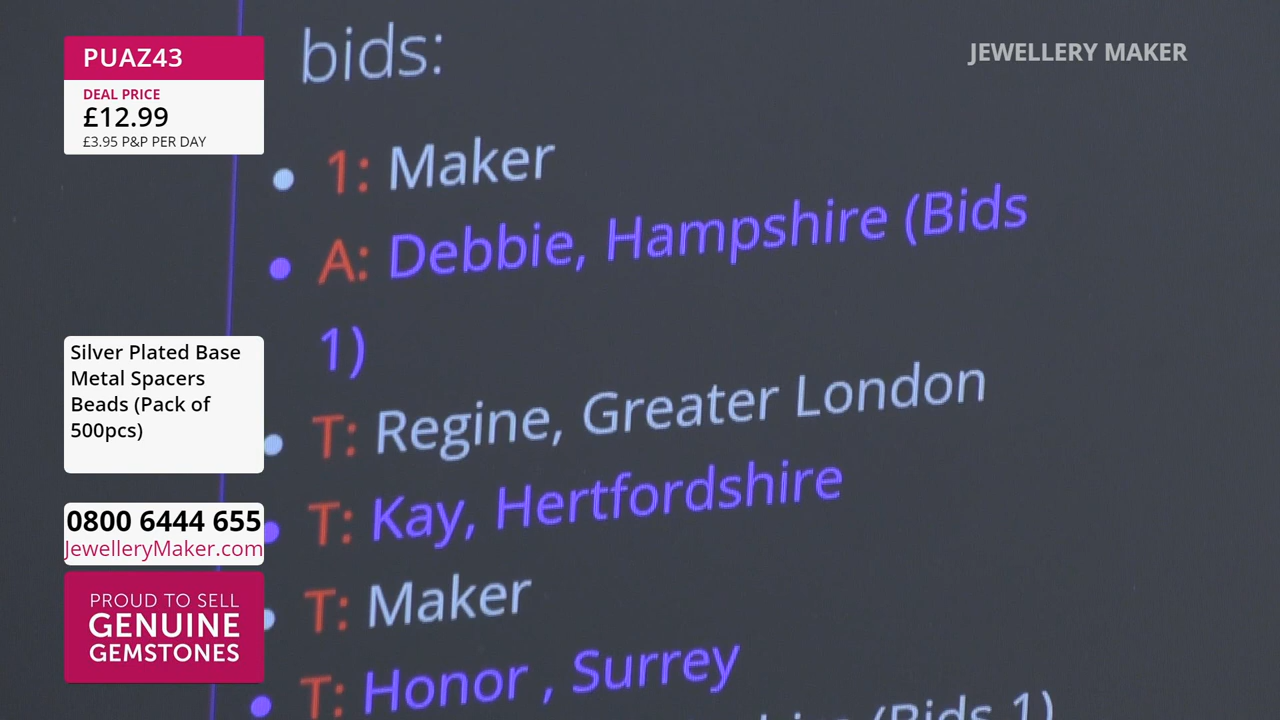 PUAZ43
DEAL PRICE
£12.99
£3.95 P&P PER DAY
JEWELLERY MAKER
bids:
• 1: Maker
• A: Debbie, Hampshire (Bids
1)
• T: Regine, Greater London
• T: Kay, Hertfordshire
• T: Maker
• T: Honor , Surrey
(Bids 1)
Silver Plated Base
Metal Spacers
Beads (Pack of
500pcs)
0800 6444 655
JewelleryMaker.com
PROUD TO SELL
GENUINE
GEMSTONES